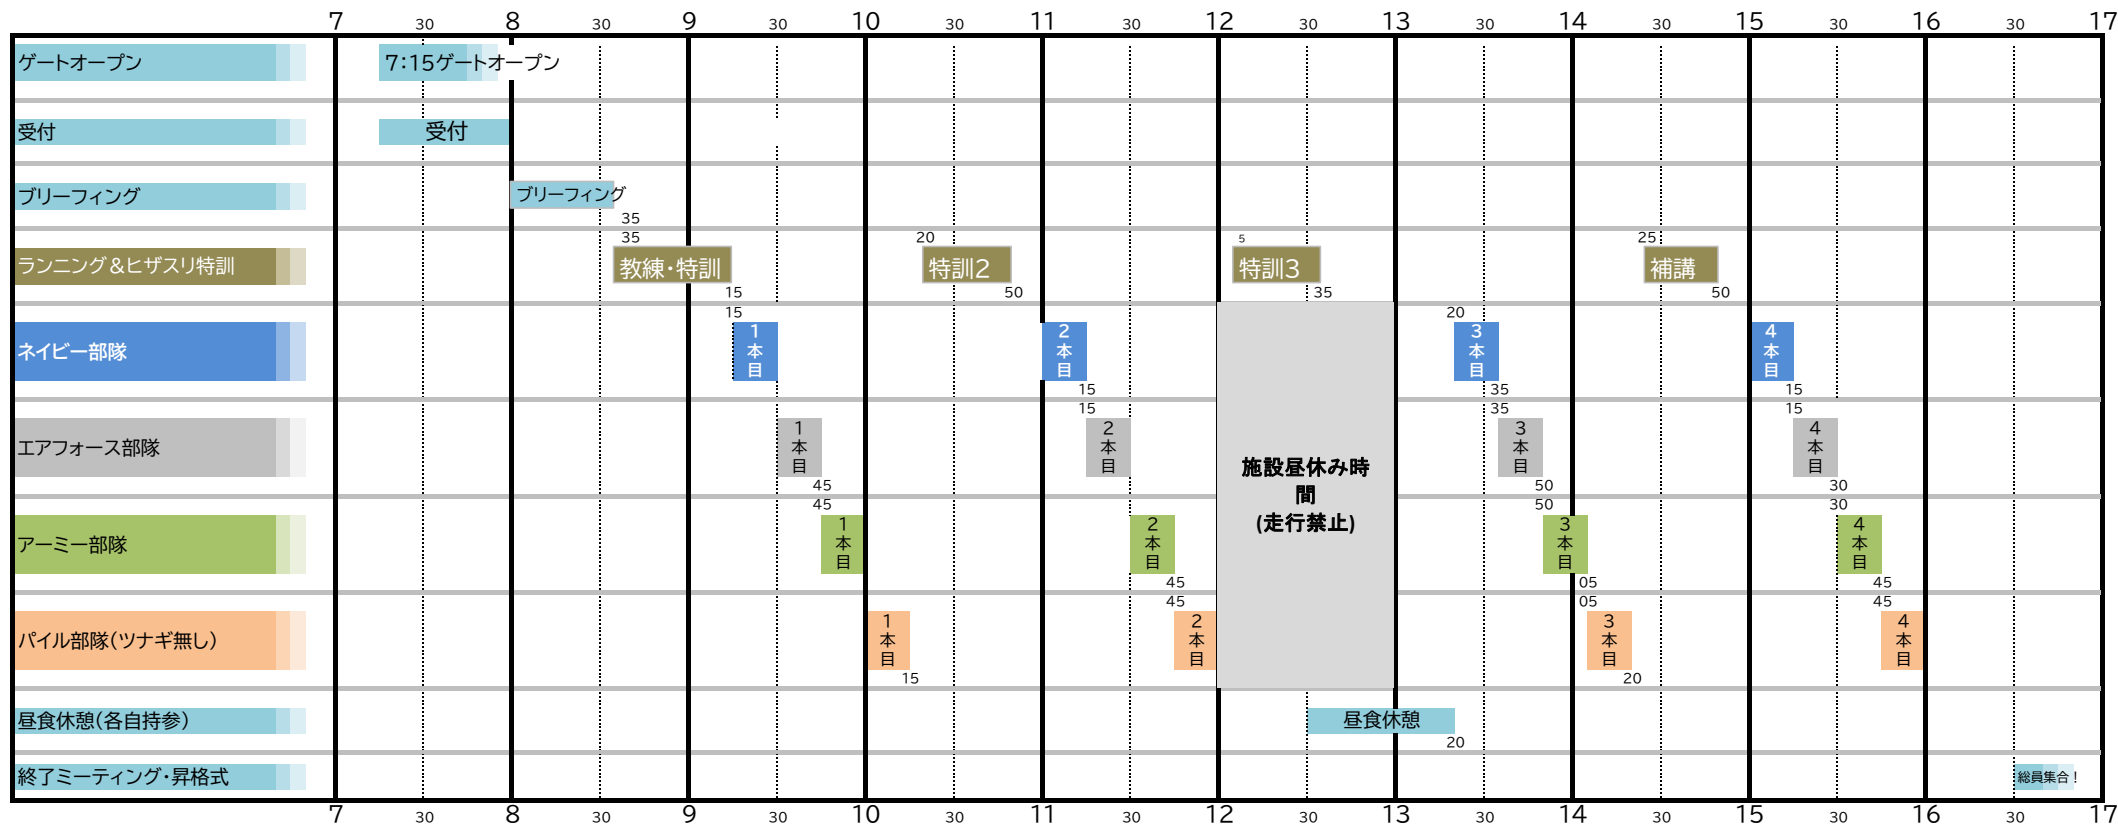 7 30 8 30 9 30 10 30 11 30 12 30 13 30 14 30 15 30 16 30 17
ゲートオープン
7:15ゲートオープン
受付
受付
ブリーフィング
ブリーフィング
35
35 20 5 25
ランニング＆ヒザスリ特訓
教練・特訓 特訓2 特訓3 補講
15 50 35 50
15 20
ネイビー部隊
1本目 2本目 3本目 4本目
15 35 15
15 35 15
エアフォース部隊
1本目 2本目 3本目 4本目
45 50 30
45 50 30
アーミー部隊
1本目 2本目 3本目 4本目
45 05 45
45 05 45
パイル部隊(ツナギ無し)
1本目 2本目 3本目 4本目
15 20
施設昼休み時
間
(走行禁止)
昼食休憩(各自持参)
昼食休憩
20
終了ミーティング・昇格式
総員集合！
7 30 8 30 9 30 10 30 11 30 12 30 13 30 14 30 15 30 16 30 17